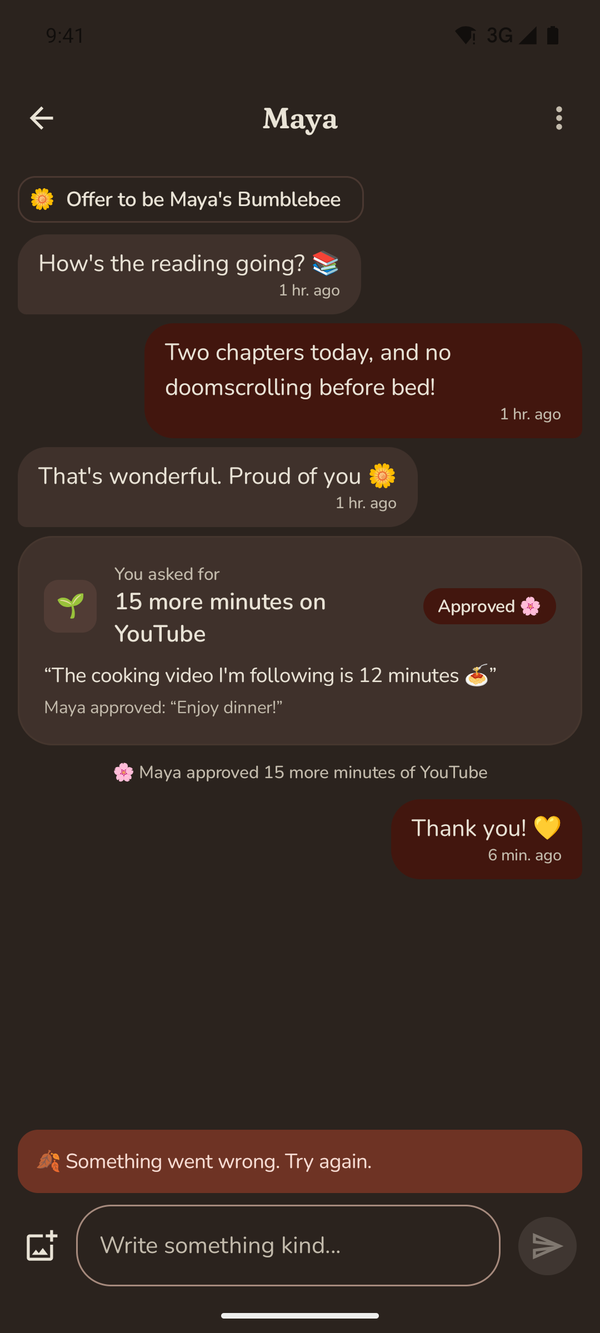 9:41
3G
Maya
🌼 Offer to be Maya's Bumblebee
How's the reading going? 📚
1 hr. ago
Two chapters today, and no
doomscrolling before bed!
1 hr. ago
That's wonderful. Proud of you 🌼
1 hr. ago
You asked for
15 more minutes on
YouTube
Approved 🌸
“The cooking video I'm following is 12 minutes 🍝”
Maya approved: “Enjoy dinner!”
🌸 Maya approved 15 more minutes of YouTube
Thank you! 💛
6 min. ago
🍂 Something went wrong. Try again.
Write something kind...